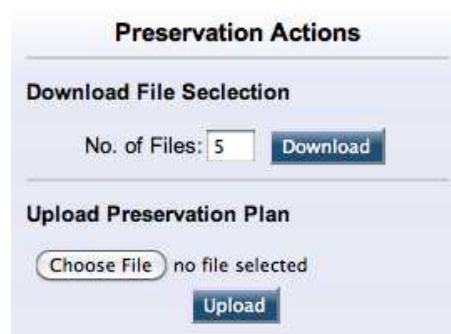 Preservation Actions
Download File Seclection
No. of Files: 5 Download
Upload Preservation Plan
Choose File no file selected
Upload